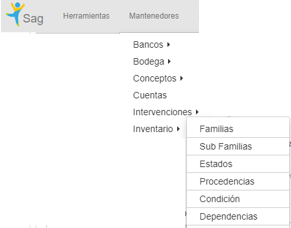 Sag Herramientas Mantenedores
Bancos
Bodega
Conceptos
Cuentas
Intervenciones
Inventario
Familias
Sub Familias
Estados
Procedencias
Condición
Dependencias